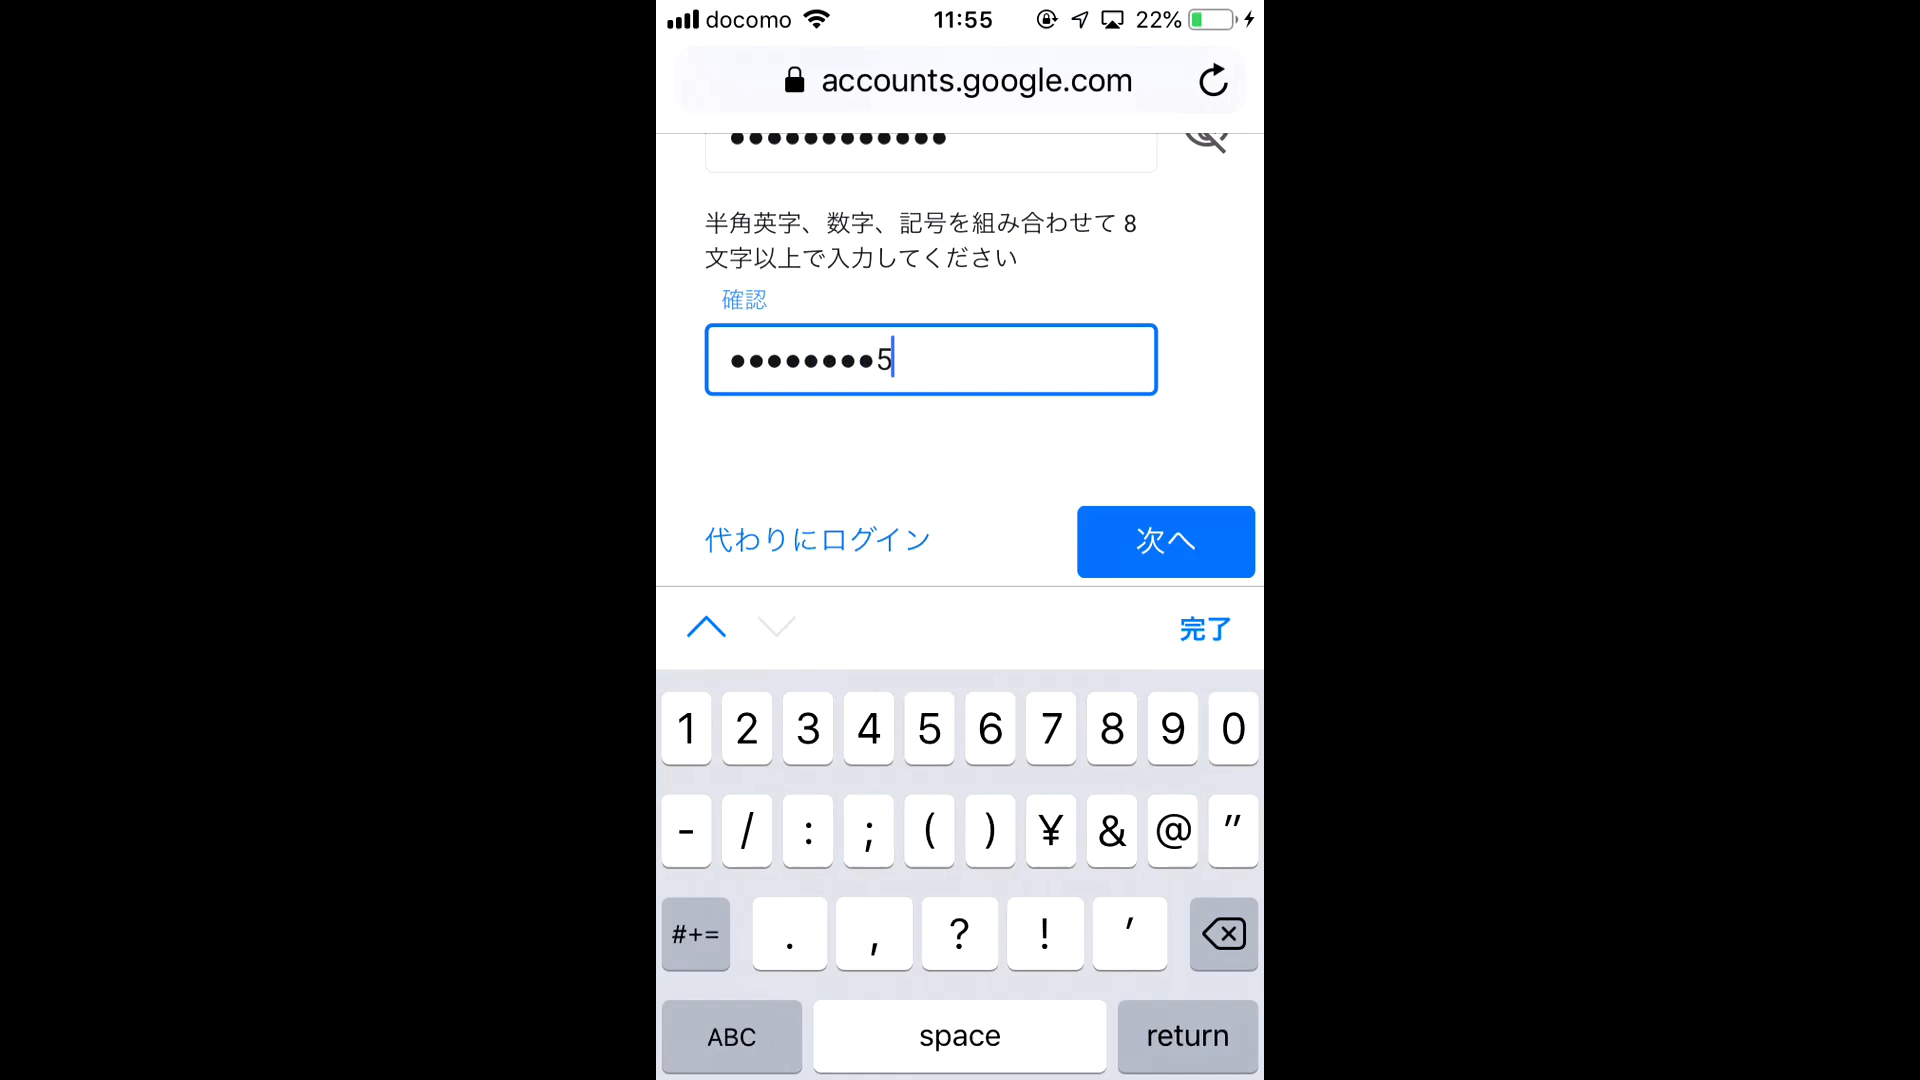 docomo 11:55 22%
accounts.google.com
••••••••••••
半角英字、数字、記号を組み合わせて 8
文字以上で入力してください
確認
••••••••5
代わりにログイン 次へ
完了
1 2 3 4 5 6 7 8 9 0
- / : ; ( ) ¥ & @ "
#+= . , ? ! '
ABC space return